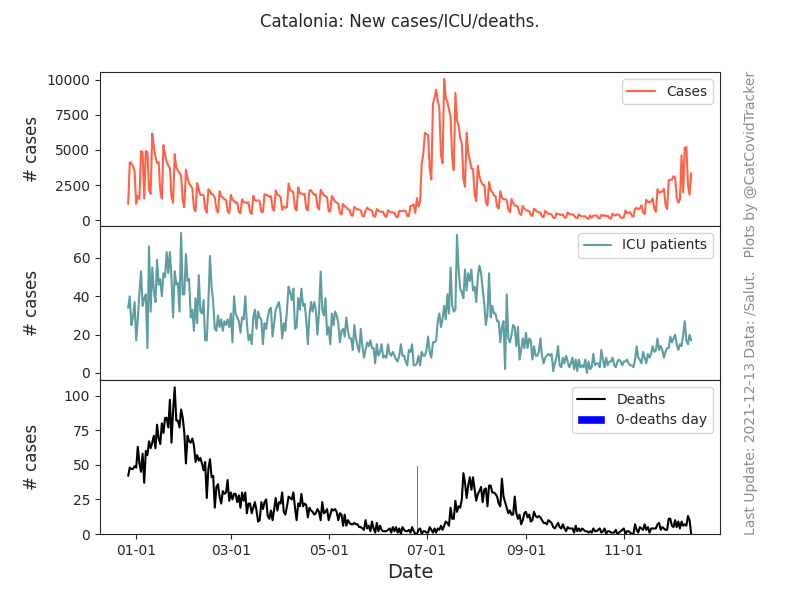 Catalonia: New cases/ICU/deaths.
10000
7500
5000
2500
0
# cases
Cases
60
40
20
0
# cases
ICU patients
100
75
50
25
0
# cases
Deaths
0-deaths day
01-01 03-01 05-01 07-01 09-01 11-01
Date
Last Update: 2021-12-13 Data: /Salut. Plots by @CatCovidTracker